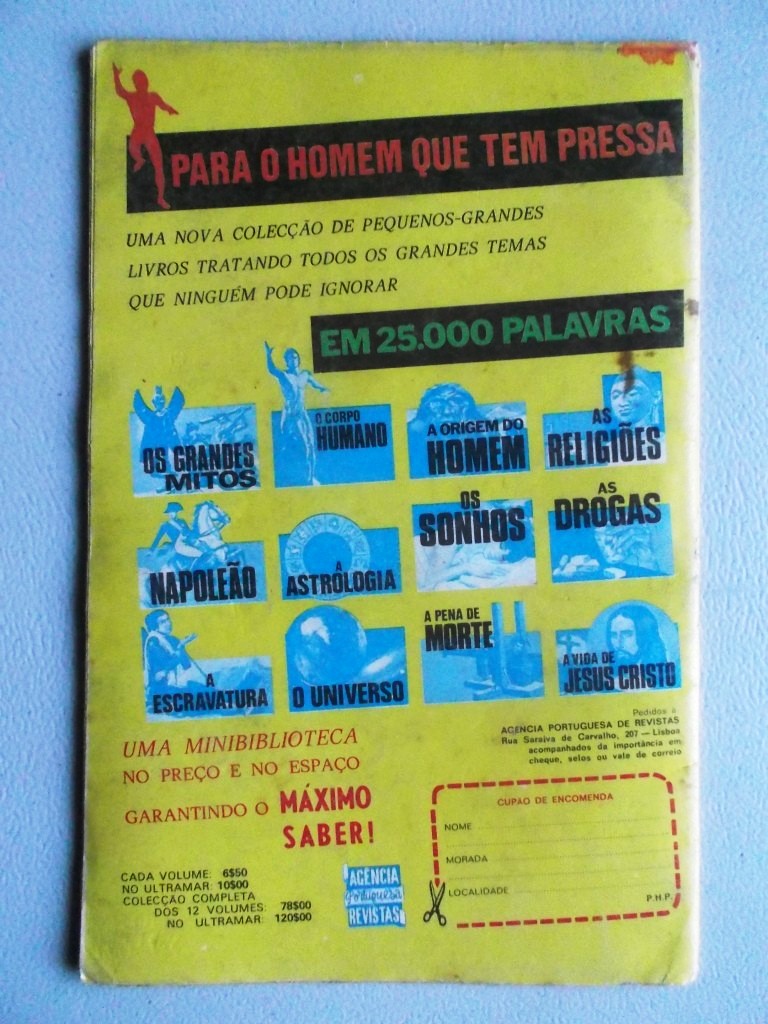 PARA O HOMEM QUE TEM PRESSA
UMA NOVA COLECÇÃO DE PEQUENOS-GRANDES
LIVROS TRATANDO TODOS OS GRANDES TEMAS
QUE NINGUÉM PODE IGNORAR
EM 25.000 PALAVRAS
OS GRANDES
MITOS
O CORPO
HUMANO
A ORIGEM DO
HOMEM
AS
RELIGIÕES
NAPOLEÃO
A
ASTROLOGIA
OS
SONHOS
AS
DROGAS
A
ESCRAVATURA
O UNIVERSO
A PENA DE
MORTE
A VIDA DE
JESUS CRISTO
Pedidos à
AGENCIA PORTUGUESA DE REVISTAS
Rua Saraiva de Carvalho, 207 — Lisboa
acompanhados da importância em
cheque, selos ou vale de correio
UMA MINIBIBLIOTECA
NO PREÇO E NO ESPAÇO
GARANTINDO O MÁXIMO
SABER!
CADA VOLUME: 6$50
NO ULTRAMAR: 10$00
COLECÇÃO COMPLETA
DOS 12 VOLUMES: 78$00
NO ULTRAMAR: 120$00
AGÊNCIA
portuguesa
REVISTAS
CUPÃO DE ENCOMENDA
NOME
MORADA
LOCALIDADE
P.H.P.